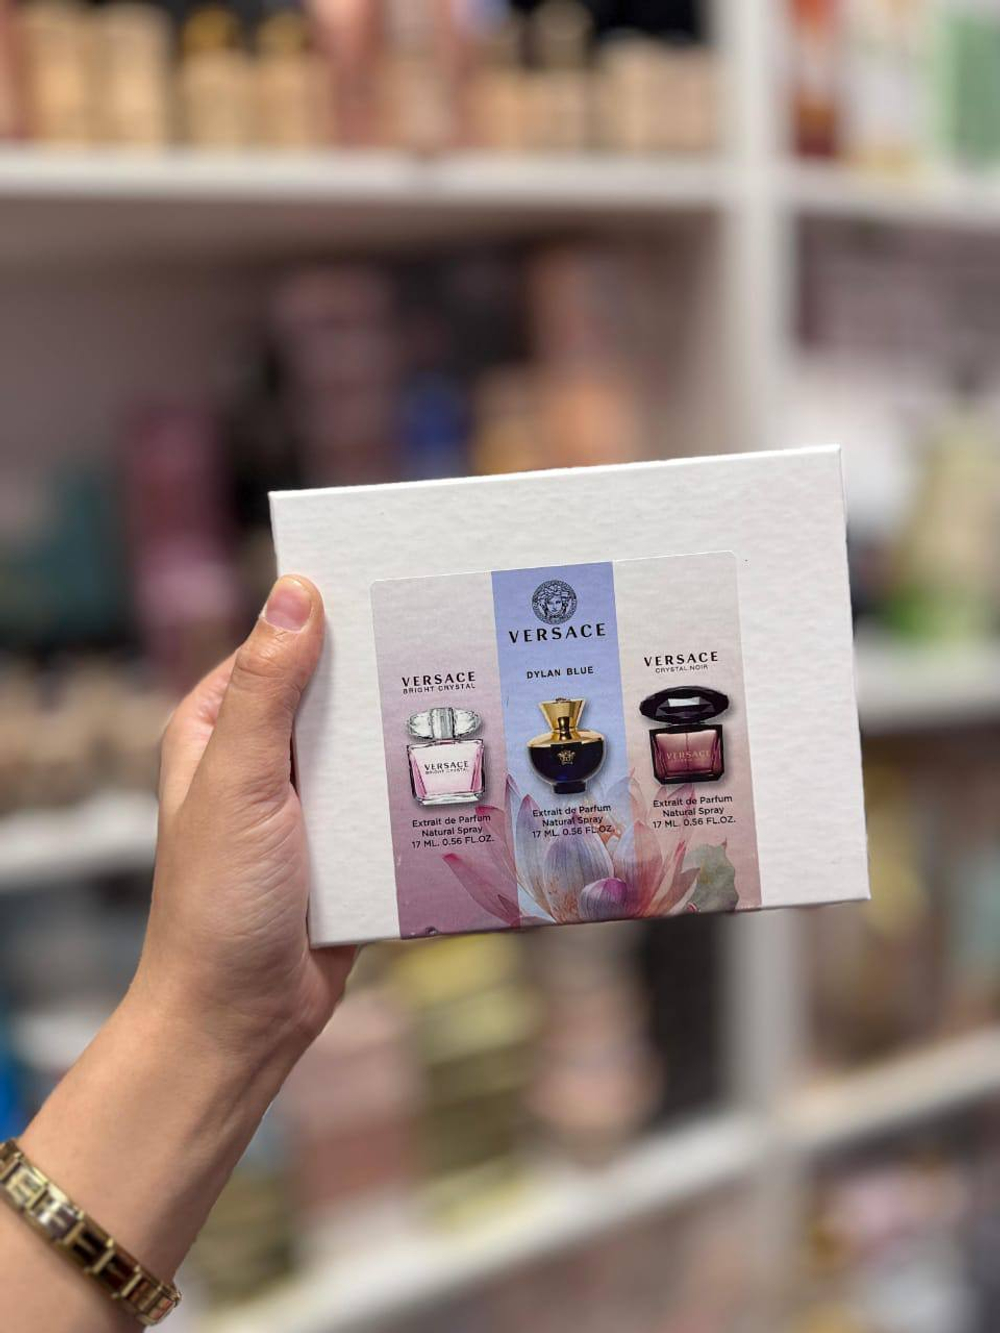 VERSACE
BRIGHT CRYSTAL
VERSACE
BRIGHT CRYSTAL
Extrait de Parfum
Natural Spray
17 ML. 0.56 FL.OZ.
VERSACE
DYLAN BLUE
Extrait de Parfum
Natural Spray
17 ML. 0.56 FL.OZ.
VERSACE
CRYSTAL NOIR
VERSACE
Extrait de Parfum
Natural Spray
17 ML. 0.56 FL.OZ.